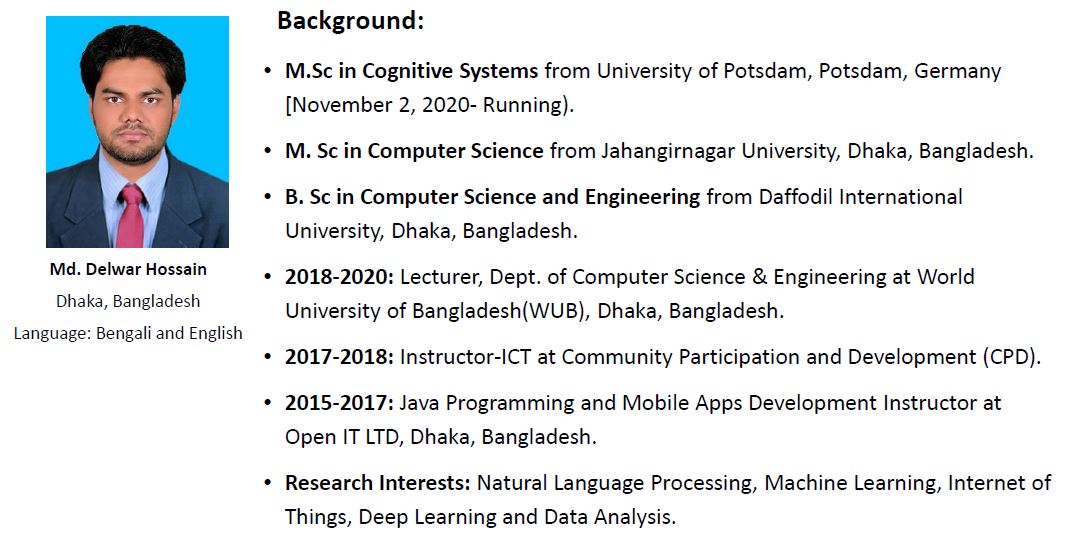 Background:
• M.Sc in Cognitive Systems from University of Potsdam, Potsdam, Germany
[November 2, 2020- Running).
• M. Sc in Computer Science from Jahangirnagar University, Dhaka, Bangladesh.
• B. Sc in Computer Science and Engineering from Daffodil International
University, Dhaka, Bangladesh.
• 2018-2020: Lecturer, Dept. of Computer Science & Engineering at World
University of Bangladesh(WUB), Dhaka, Bangladesh.
• 2017-2018: Instructor-ICT at Community Participation and Development (CPD).
• 2015-2017: Java Programming and Mobile Apps Development Instructor at
Open IT LTD, Dhaka, Bangladesh.
• Research Interests: Natural Language Processing, Machine Learning, Internet of
Things, Deep Learning and Data Analysis.
Md. Delwar Hossain
Dhaka, Bangladesh
Language: Bengali and English